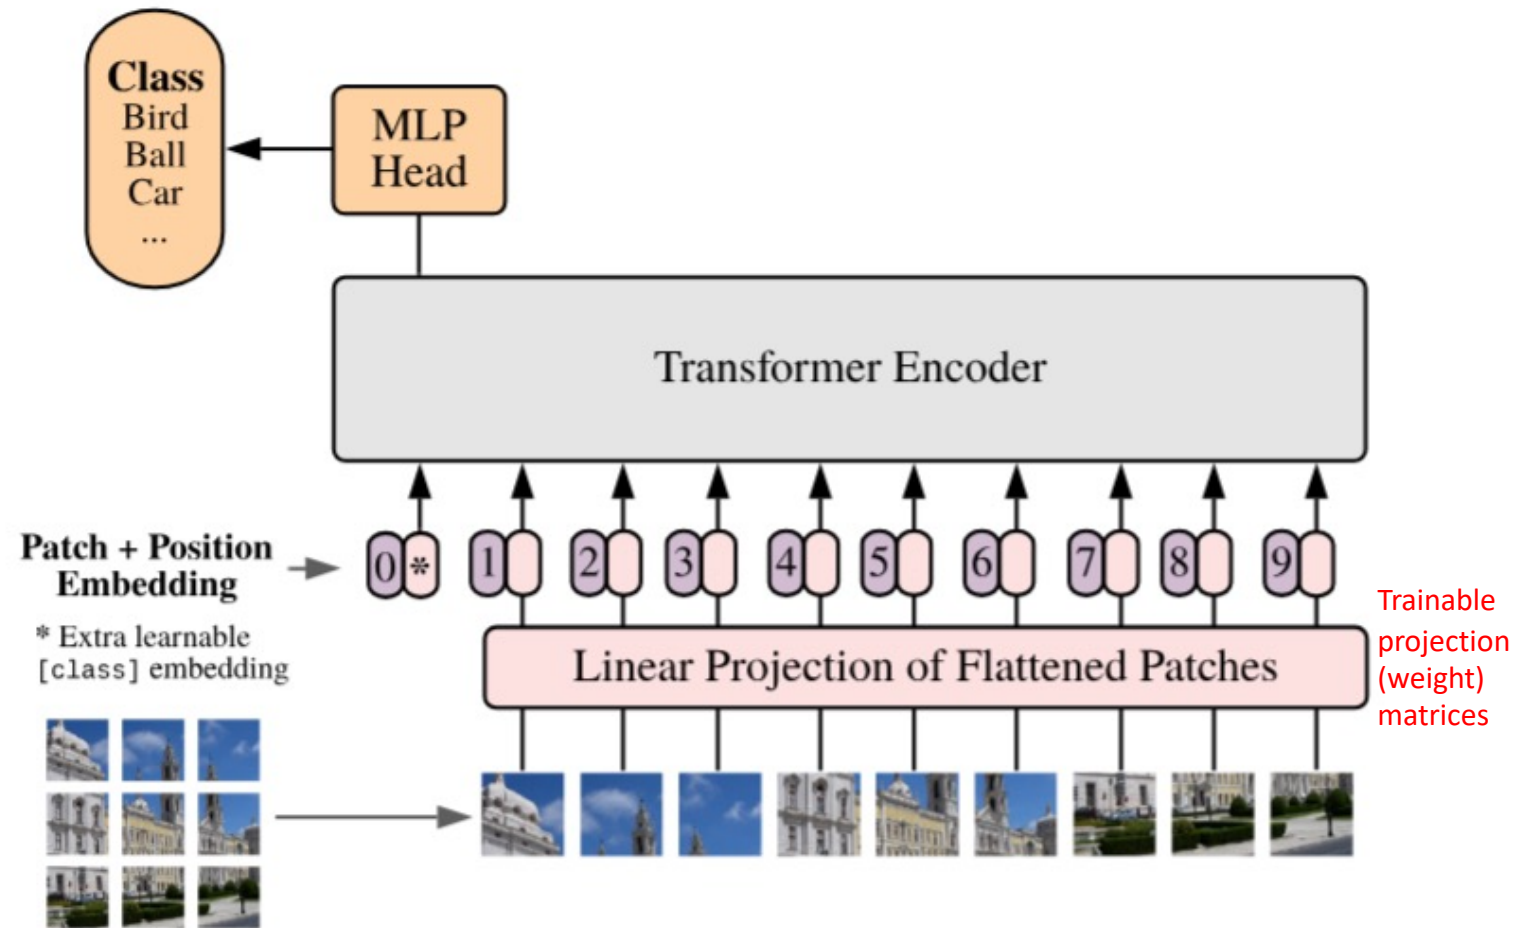 Class
Bird
Ball
Car
...
MLP
Head
Transformer Encoder
Patch + Position
Embedding
0 * 1 2 3 4 5 6 7 8 9
* Extra learnable
[class] embedding
Linear Projection of Flattened Patches
Trainable
projection
(weight)
matrices